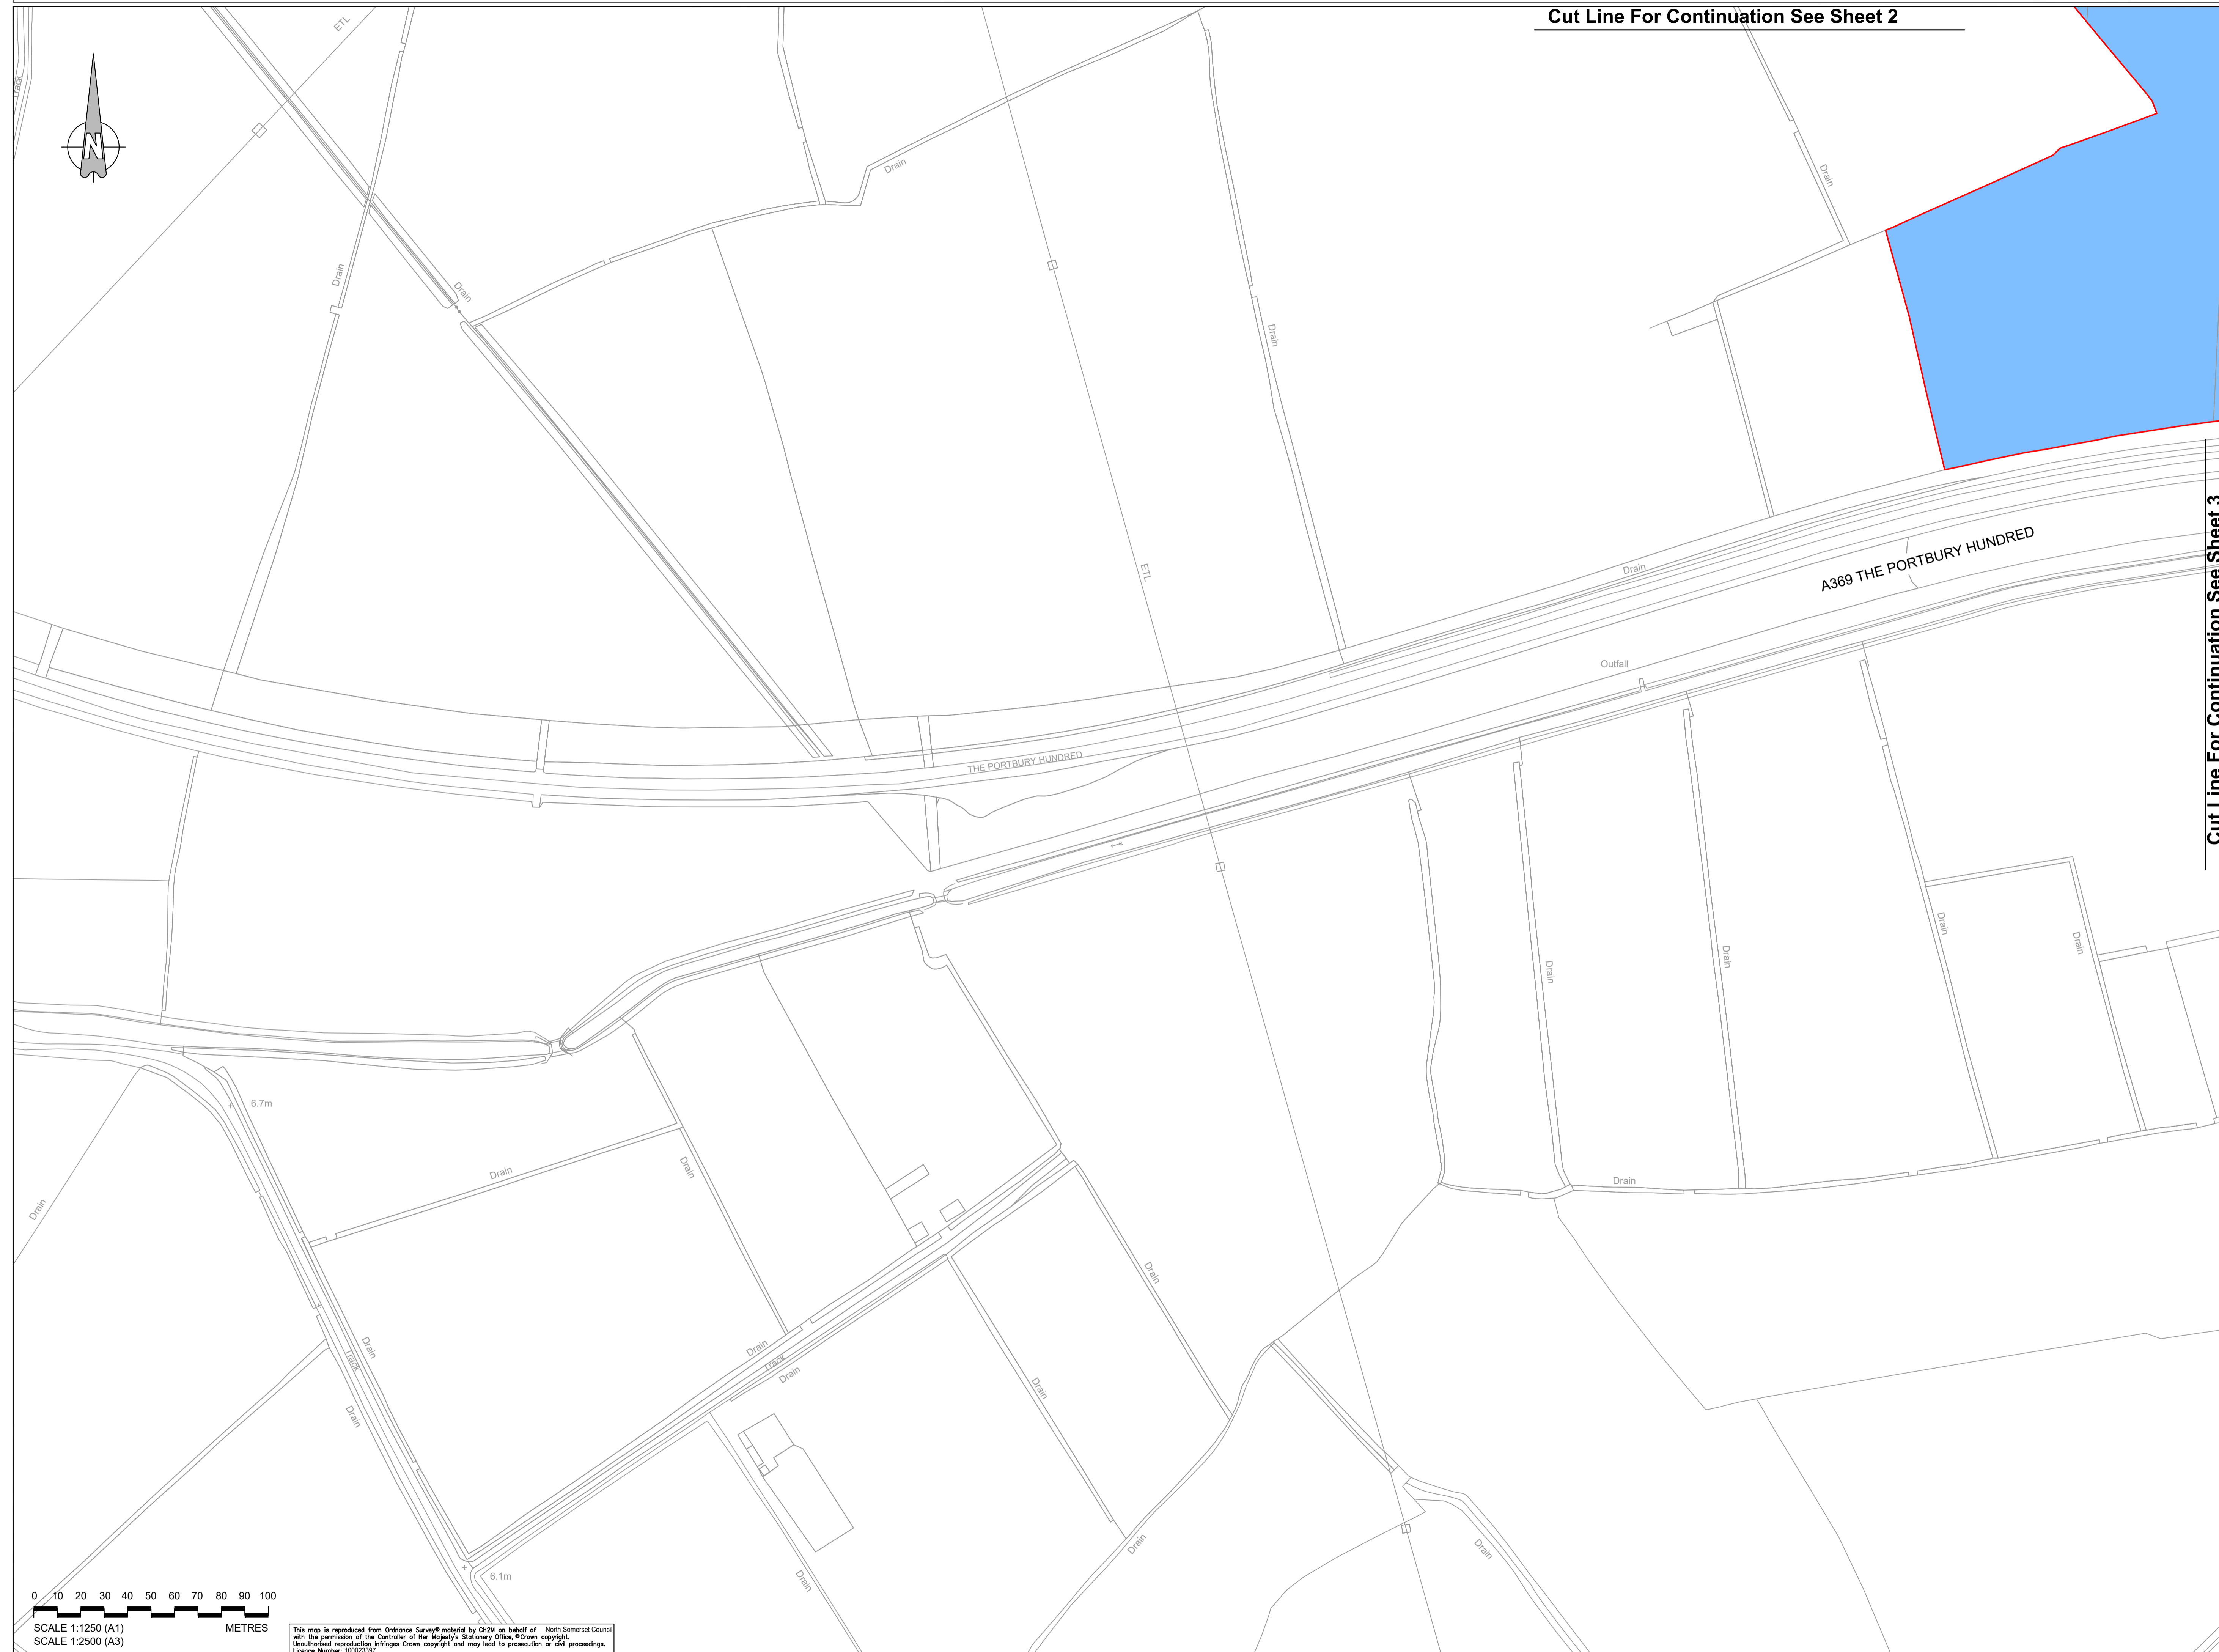 Cut Line For Continuation See Sheet 2
ETL
Track
N
Drain
Drain
Drain
Drain
Drain
Drain
ETL
Drain
A369 THE PORTBURY HUNDRED
Cut Line For Continuation See Sheet 3
Outfall
THE PORTBURY HUNDRED
Drain
Drain
Drain
Drain
6.7m
Drain
Drain
Drain
Drain
Drain
Drain
Drain
Track
Drain
Track
Drain
Drain
Drain
Drain
Drain
6.1m
Drain
0 10 20 30 40 50 60 70 80 90 100
SCALE 1:1250 (A1) METRES
SCALE 1:2500 (A3)
This map is reproduced from Ordnance Survey® material by CH2M on behalf of North Somerset Council
with the permission of the Controller of Her Majesty's Stationery Office, ©Crown copyright.
Unauthorised reproduction infringes Crown copyright and may lead to prosecution or civil proceedings.
Licence Number: 100023397